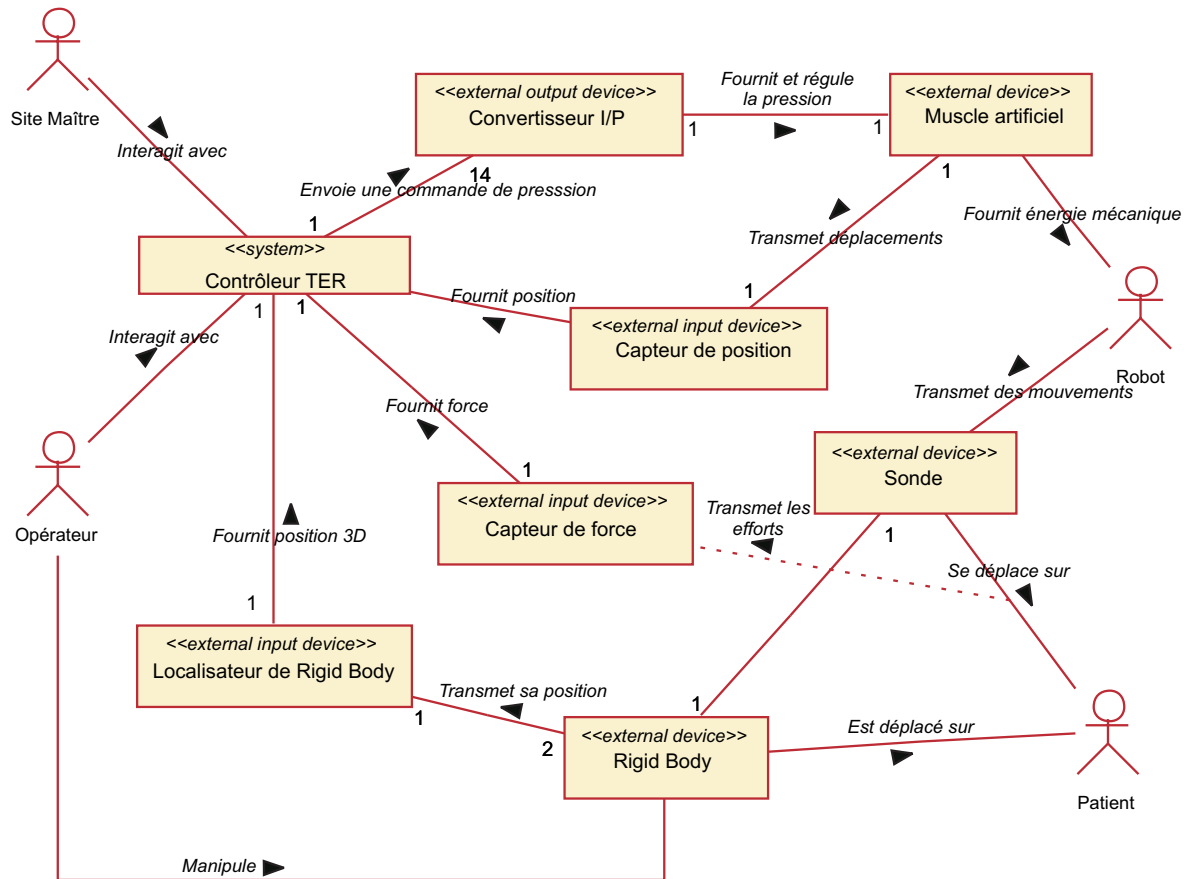 Site Maître
Interagit avec
<<external output device>>
Convertisseur I/P
Fournit et régule
la pression
1
1
<<external device>>
Muscle artificiel
14
Envoie une commande de presssion
1
1
Fournit énergie mécanique
Transmet déplacements
<<system>>
Contrôleur TER
1
1
Fournit position
1
<<external input device>>
Capteur de position
Robot
Interagit avec
Transmet des mouvements
Fournit force
<<external device>>
Sonde
1
Opérateur
1
<<external input device>>
Capteur de force
Transmet les
efforts
Fournit position 3D
Se déplace sur
1
<<external input device>>
Localisateur de Rigid Body
1
Transmet sa position
2
1
<<external device>>
Rigid Body
Est déplacé sur
Patient
Manipule